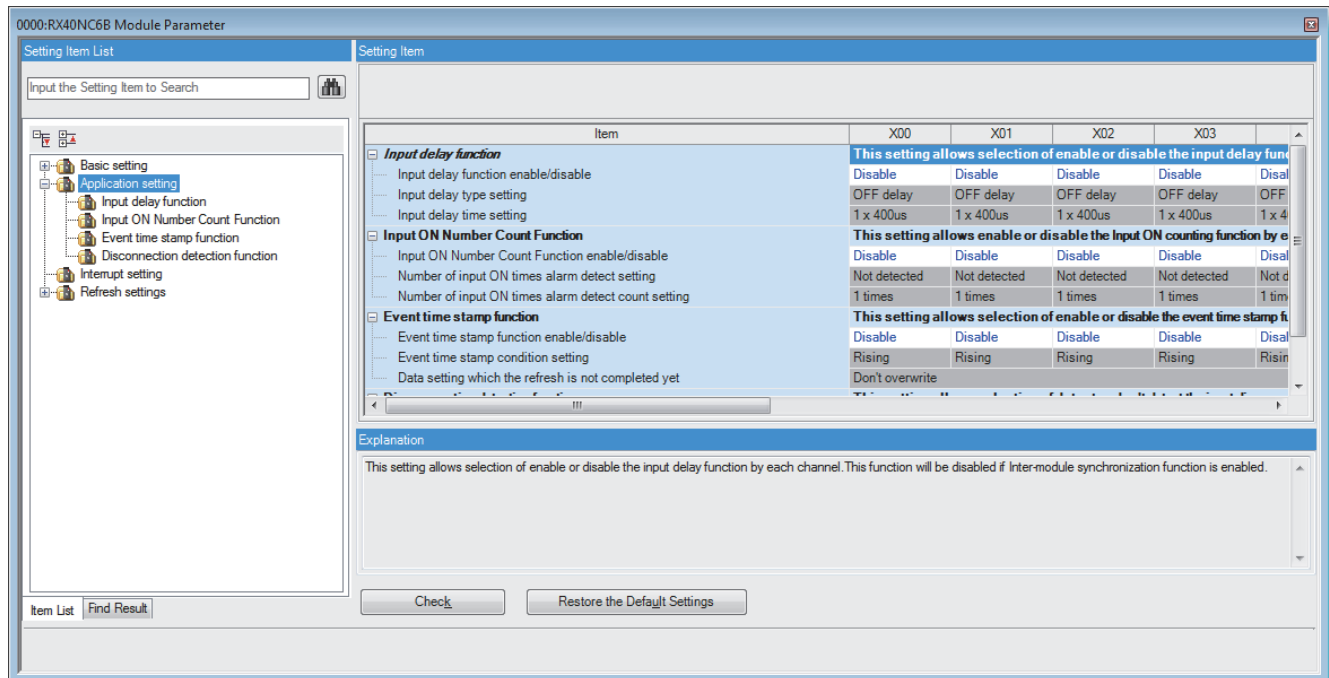 0000:RX40NC6B Module Parameter
Setting Item List
Input the Setting Item to Search
Basic setting
Application setting
Input delay function
Input ON Number Count Function
Event time stamp function
Disconnection detection function
Interrupt setting
Refresh settings
Item List Find Result
Setting Item
Item X00 X01 X02 X03
Input delay function This setting allows selection of enable or disable the input delay func
Input delay function enable/disable Disable Disable Disable Disable Disal
Input delay type setting OFF delay OFF delay OFF delay OFF delay OFF
Input delay time setting 1 x 400us 1 x 400us 1 x 400us 1 x 400us 1 x 4
Input ON Number Count Function This setting allows enable or disable the Input ON counting function by e
Input ON Number Count Function enable/disable Disable Disable Disable Disable Disal
Number of input ON times alarm detect setting Not detected Not detected Not detected Not detected Not d
Number of input ON times alarm detect count setting 1 times 1 times 1 times 1 times 1 tim
Event time stamp function This setting allows selection of enable or disable the event time stamp fu
Event time stamp function enable/disable Disable Disable Disable Disable Disal
Event time stamp condition setting Rising Rising Rising Rising Risin
Data setting which the refresh is not completed yet Don't overwrite
Explanation
This setting allows selection of enable or disable the input delay function by each channel.This function will be disabled if Inter-module synchronization function is enabled.
Check Restore the Default Settings